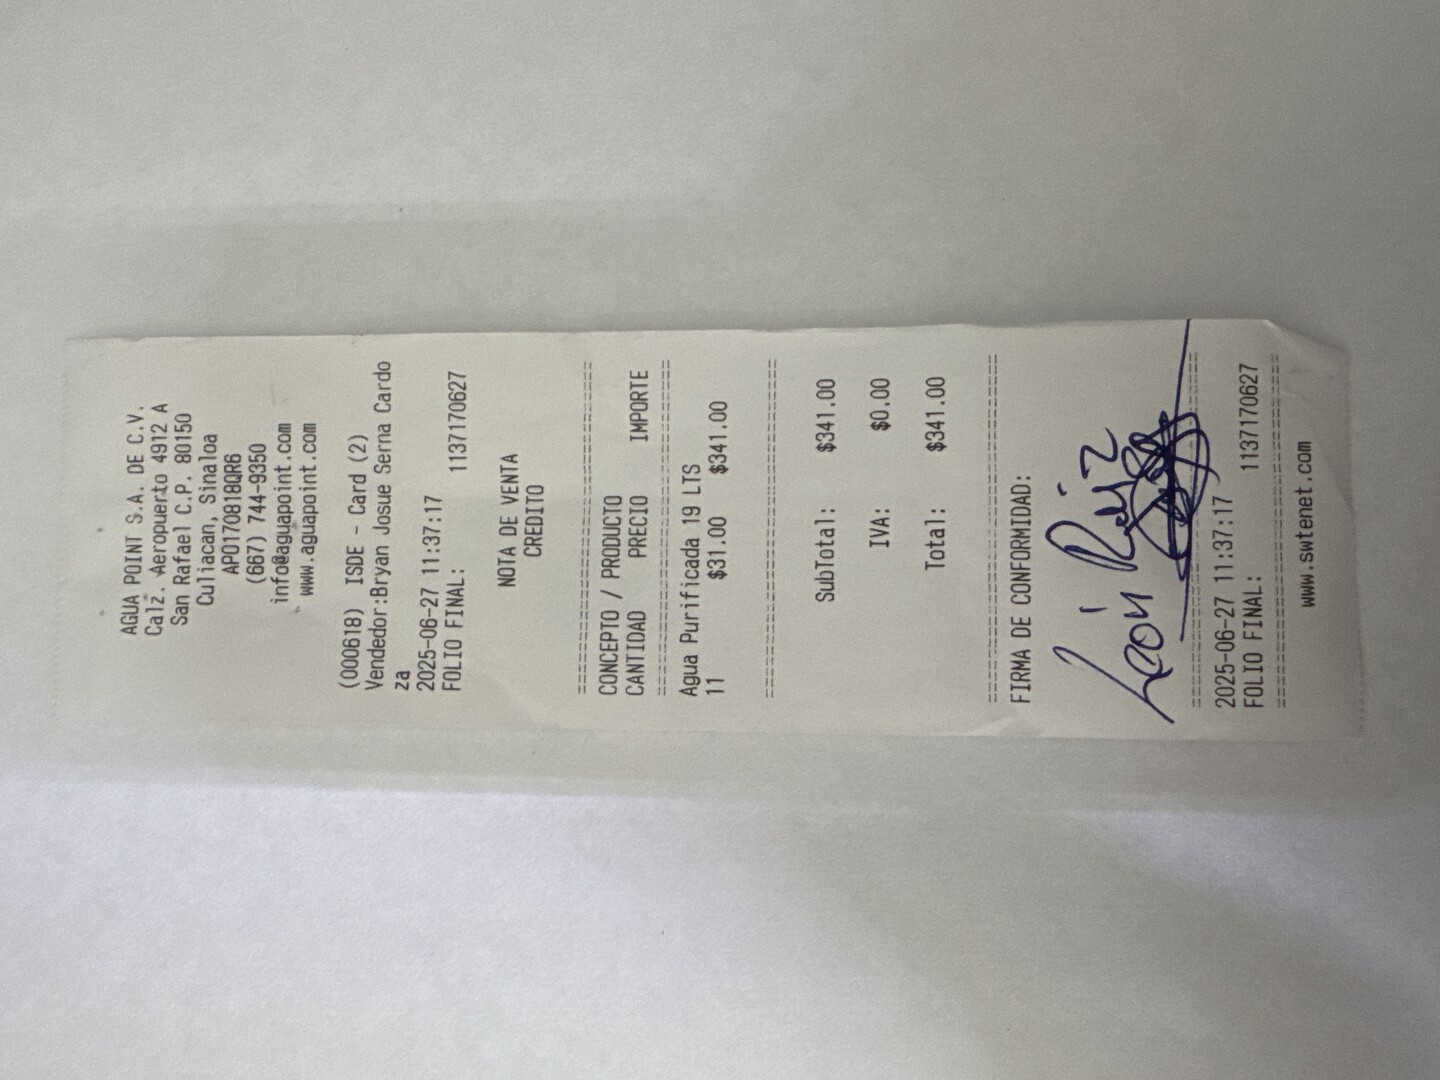 AGUA POINT S.A. DE C.V.
Calz. Aeropuerto 4912 A
San Rafael C.P. 80150
Culiacan, Sinaloa
APO170818QR6
(667) 744-9350
info@aguapoint.com
www.aguapoint.com
(000618) ISDE - Card (2)
Vendedor:Bryan Josue Serna Cardo
za
2025-06-27 11:37:17
FOLIO FINAL: 1137170627
NOTA DE VENTA
CREDITO
================================
CONCEPTO / PRODUCTO
CANTIDAD PRECIO IMPORTE
================================
Agua Purificada 19 LTS
11 $31.00 $341.00
================================
SubTotal: $341.00
IVA: $0.00
Total: $341.00
================================
FIRMA DE CONFORMIDAD:
León Ruiz
================================
2025-06-27 11:37:17
FOLIO FINAL: 1137170627
================================
www.swtenet.com